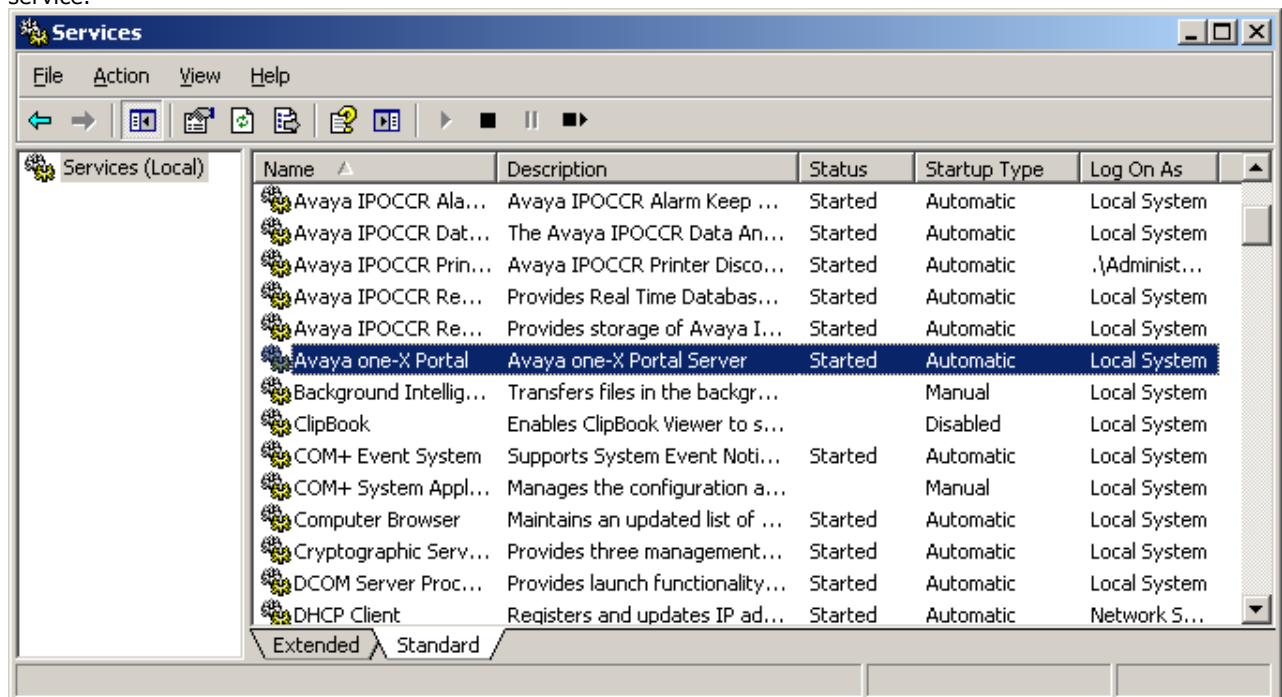 service.
Services
File Action View Help
Services (Local)
Name Description Status Startup Type Log On As
Avaya IPOCCR Ala... Avaya IPOCCR Alarm Keep ... Started Automatic Local System
Avaya IPOCCR Dat... The Avaya IPOCCR Data An... Started Automatic Local System
Avaya IPOCCR Prin... Avaya IPOCCR Printer Disco... Started Automatic .\Administ...
Avaya IPOCCR Re... Provides Real Time Databas... Started Automatic Local System
Avaya IPOCCR Re... Provides storage of Avaya I... Started Automatic Local System
Avaya one-X Portal Avaya one-X Portal Server Started Automatic Local System
Background Intellig... Transfers files in the backgr... Manual Local System
ClipBook Enables ClipBook Viewer to s... Disabled Local System
COM+ Event System Supports System Event Noti... Started Automatic Local System
COM+ System Appl... Manages the configuration a... Manual Local System
Computer Browser Maintains an updated list of ... Started Automatic Local System
Cryptographic Serv... Provides three management... Started Automatic Local System
DCOM Server Proc... Provides launch functionality... Started Automatic Local System
DHCP Client Registers and updates IP ad... Started Automatic Network S...
Extended Standard